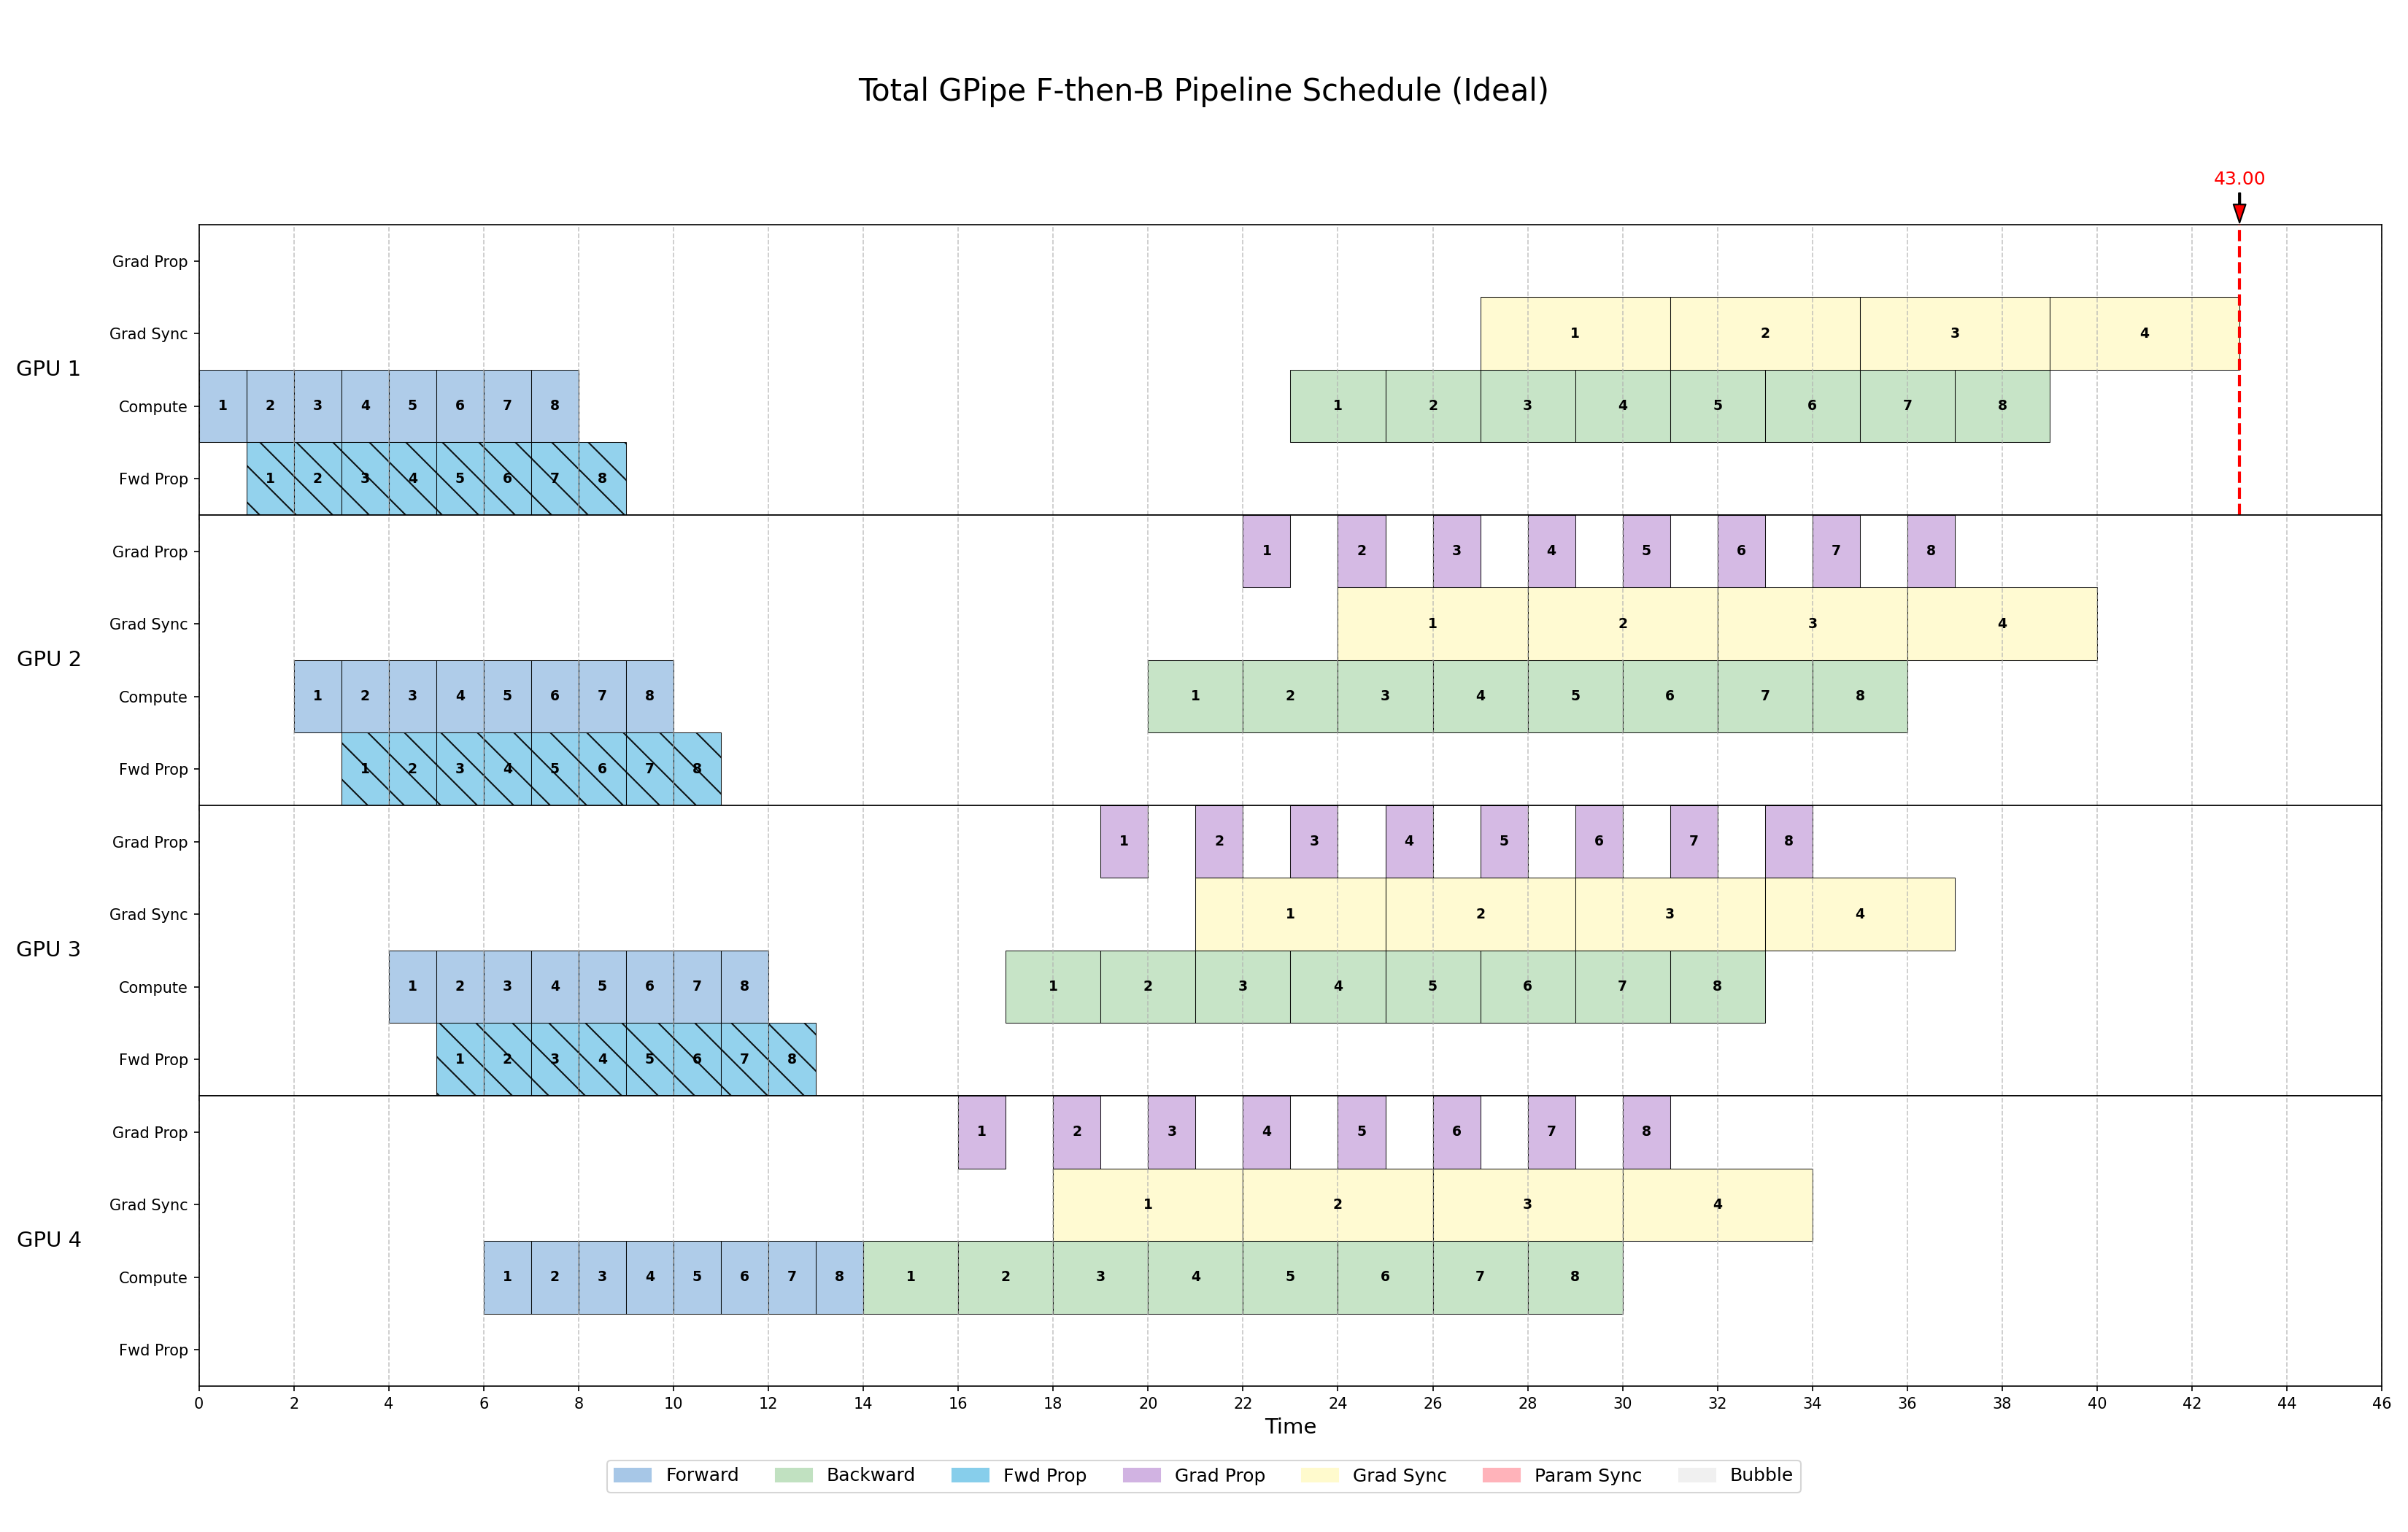 Total GPipe F-then-B Pipeline Schedule (Ideal)
43.00
GPU 1
Grad Prop
Grad Sync 1 2 3 4
Compute 1 2 3 4 5 6 7 8 1 2 3 4 5 6 7 8
Fwd Prop 1 2 3 4 5 6 7 8
GPU 2
Grad Prop 1 2 3 4 5 6 7 8
Grad Sync 1 2 3 4
Compute 1 2 3 4 5 6 7 8 1 2 3 4 5 6 7 8
Fwd Prop 1 2 3 4 5 6 7 8
GPU 3
Grad Prop 1 2 3 4 5 6 7 8
Grad Sync 1 2 3 4
Compute 1 2 3 4 5 6 7 8 1 2 3 4 5 6 7 8
Fwd Prop 1 2 3 4 5 6 7 8
GPU 4
Grad Prop 1 2 3 4 5 6 7 8
Grad Sync 1 2 3 4
Compute 1 2 3 4 5 6 7 8 1 2 3 4 5 6 7 8
Fwd Prop
0 2 4 6 8 10 12 14 16 18 20 22 24 26 28 30 32 34 36 38 40 42 44 46
Time
Forward Backward Fwd Prop Grad Prop Grad Sync Param Sync Bubble